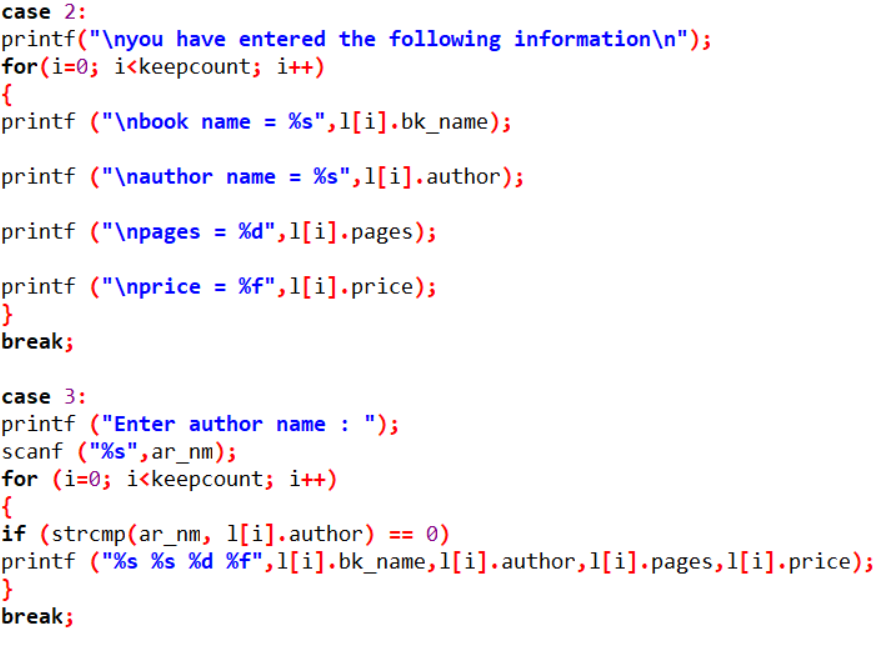 case 2:
printf("\nyou have entered the following information\n");
for(i=0; i<keepcount; i++)
{
printf ("\nbook name = %s",l[i].bk_name);
printf ("\nauthor name = %s",l[i].author);
printf ("\npages = %d",l[i].pages);
printf ("\nprice = %f",l[i].price);
}
break;
case 3:
printf ("Enter author name : ");
scanf ("%s",ar_nm);
for (i=0; i<keepcount; i++)
{
if (strcmp(ar_nm, l[i].author) == 0)
printf ("%s %s %d %f",l[i].bk_name,l[i].author,l[i].pages,l[i].price);
}
break;